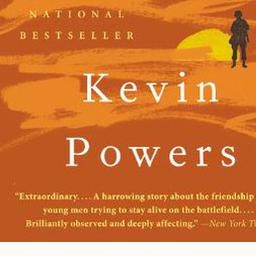 NATIONAL
BESTSELLER
Kevin
Powers
“Extraordinary.... A harrowing story about the friendship
young men trying to stay alive on the battlefield....
Brilliantly observed and deeply affecting.” —New York